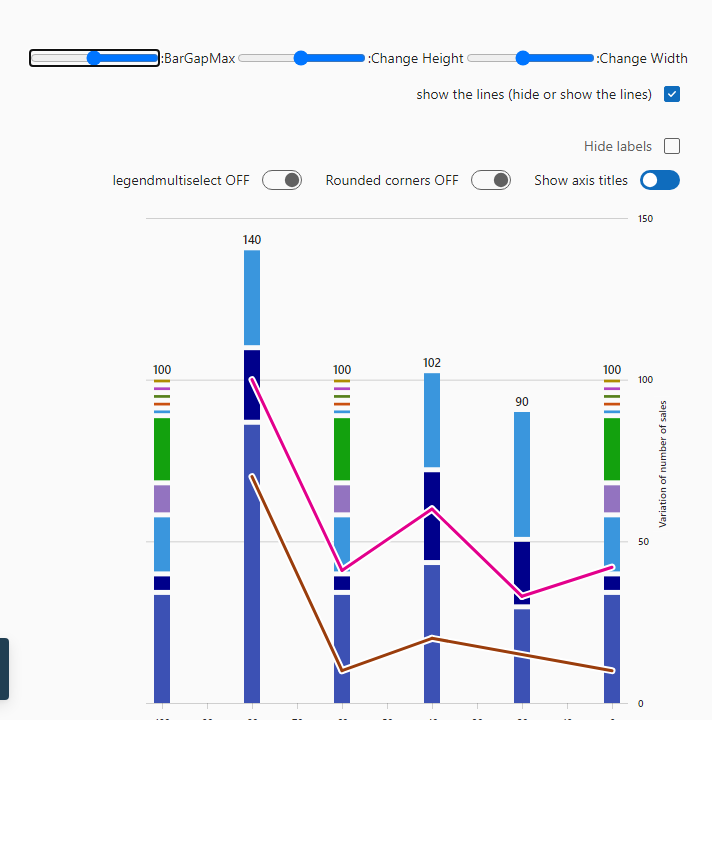 :BarGapMax :Change Height :Change Width
show the lines (hide or show the lines)
Hide labels
legendmultiselect OFF Rounded corners OFF Show axis titles
150
140
100 100 102 100
100
90
Variation of number of sales
50
0